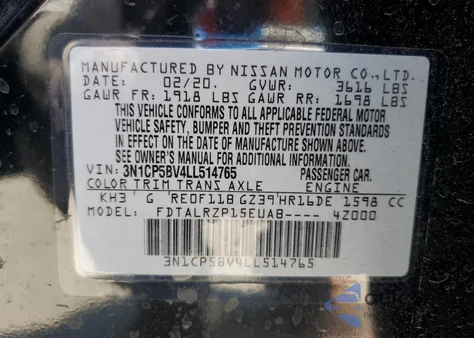 MANUFACTURED BY NISSAN MOTOR CO.,LTD.
DATE: 02/20. GVWR: 3616 LBS
GAWR FR: 1918 LBS GAWR RR: 1698 LBS
THIS VEHICLE CONFORMS TO ALL APPLICABLE FEDERAL MOTOR
VEHICLE SAFETY, BUMPER AND THEFT PREVENTION STANDARDS
IN EFFECT ON THE DATE OF MANUFACTURE SHOWN ABOVE.
SEE OWNER'S MANUAL FOR ADDITIONAL INFORMATION.
VIN: 3N1CP5BV4LL514765 PASSENGER CAR.
COLOR TRIM TRANS AXLE ENGINE
KH3 G RE0F11B GZ39 HR16DE 1598 CC
MODEL: FDTALRZP15EUAB---- 4Z000
3N1CP5BV4LL514765